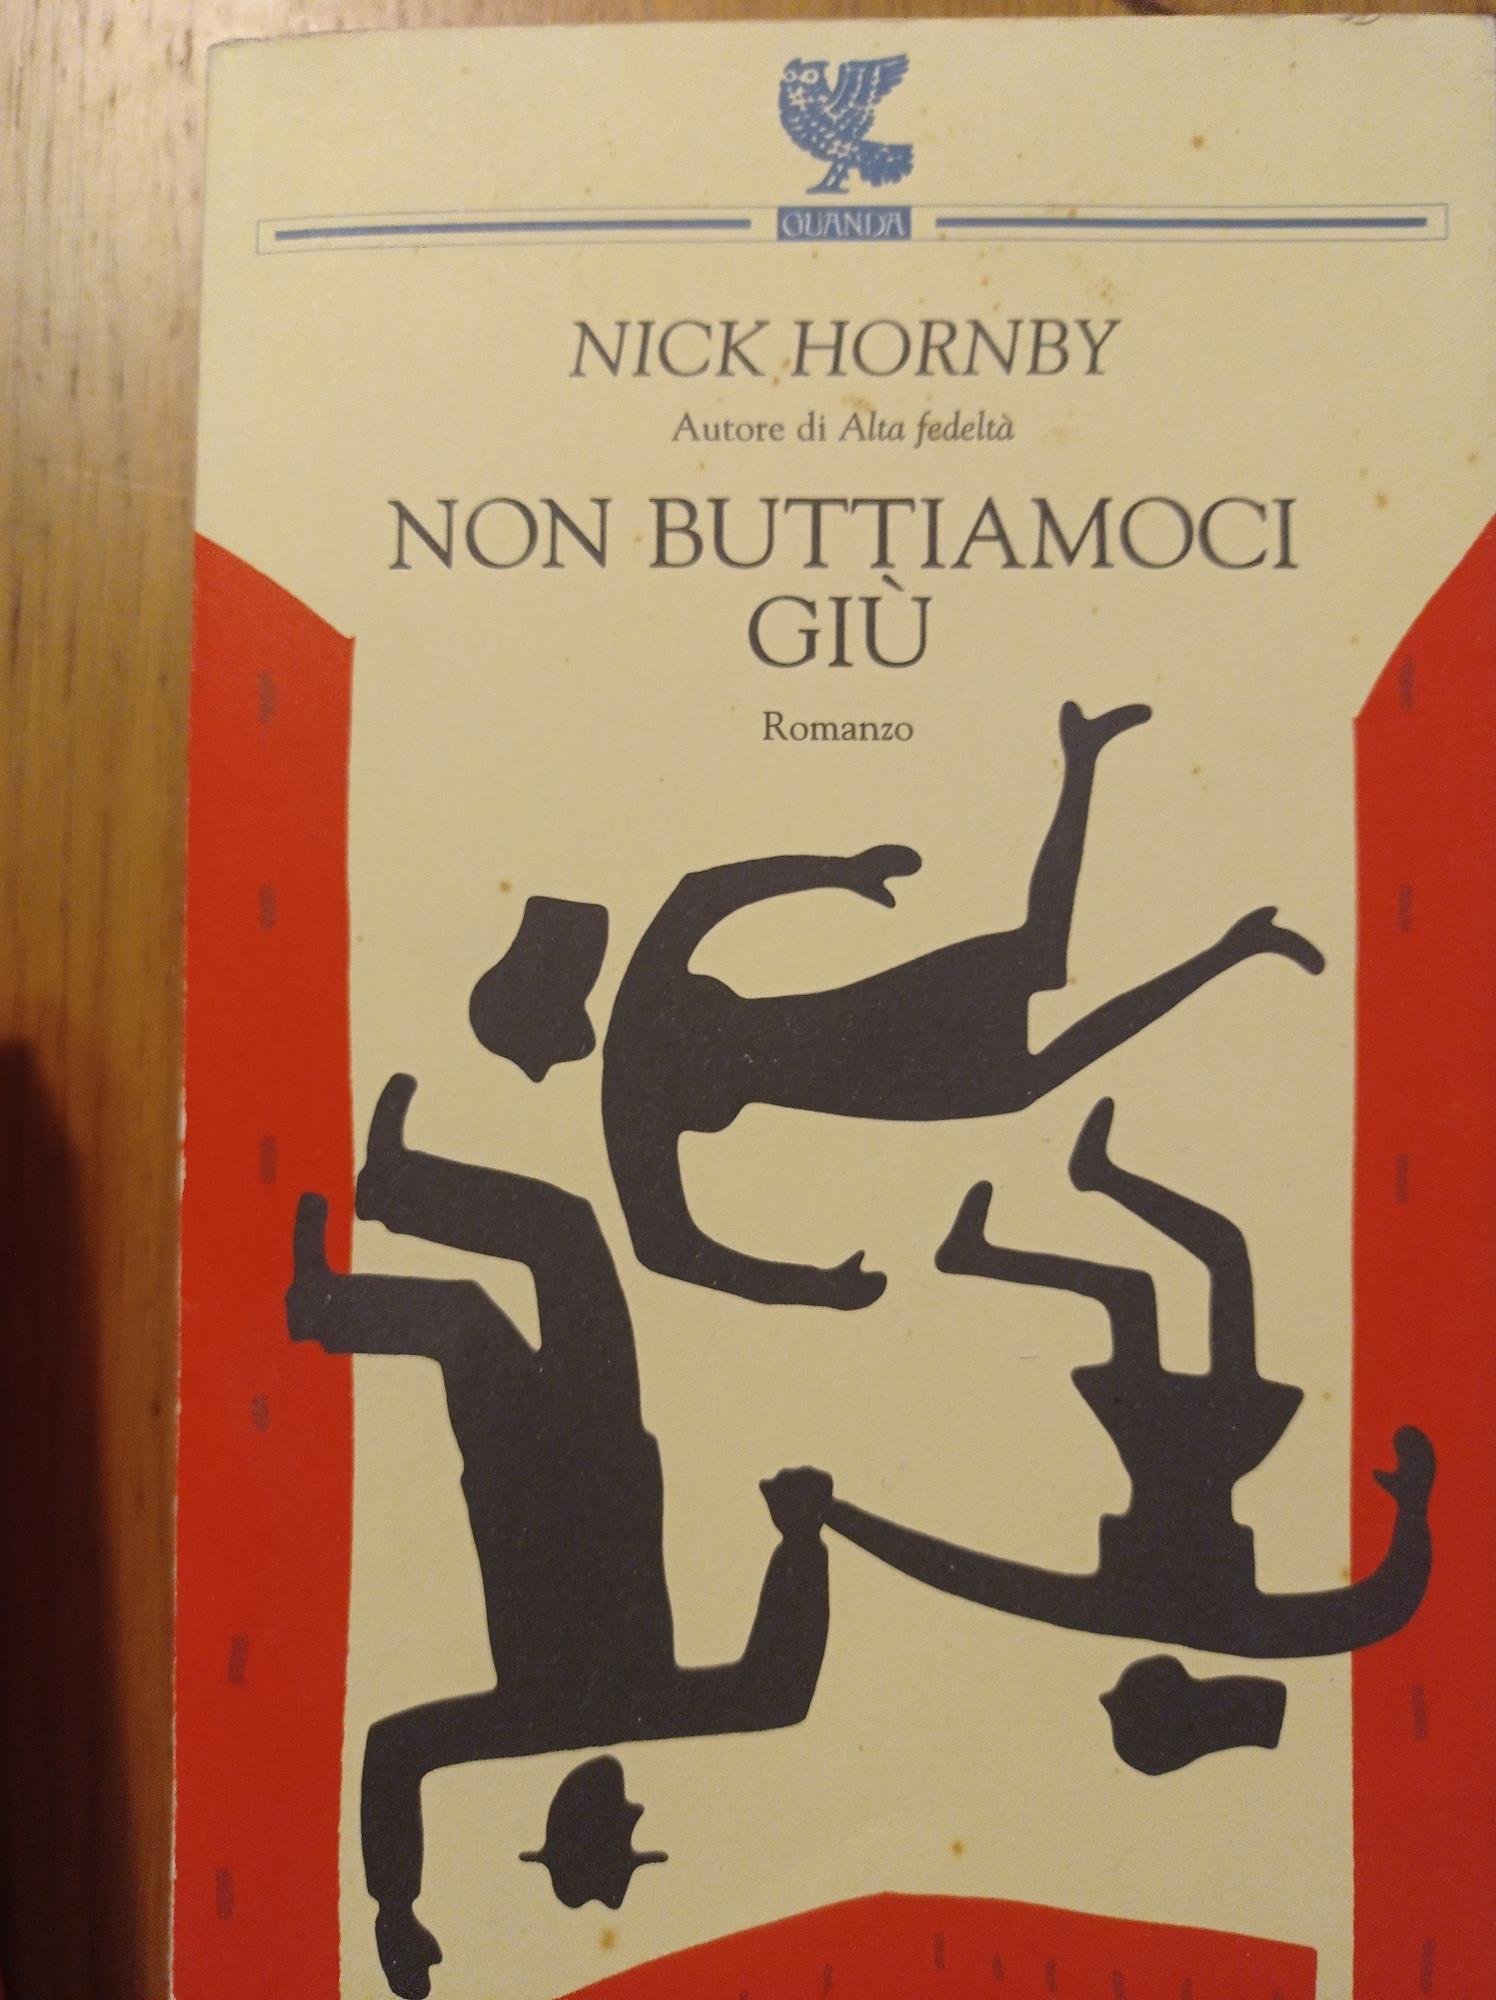 GUANDA
NICK HORNBY
Autore di Alta fedeltà
NON BUTTIAMOCI
GIÙ
Romanzo